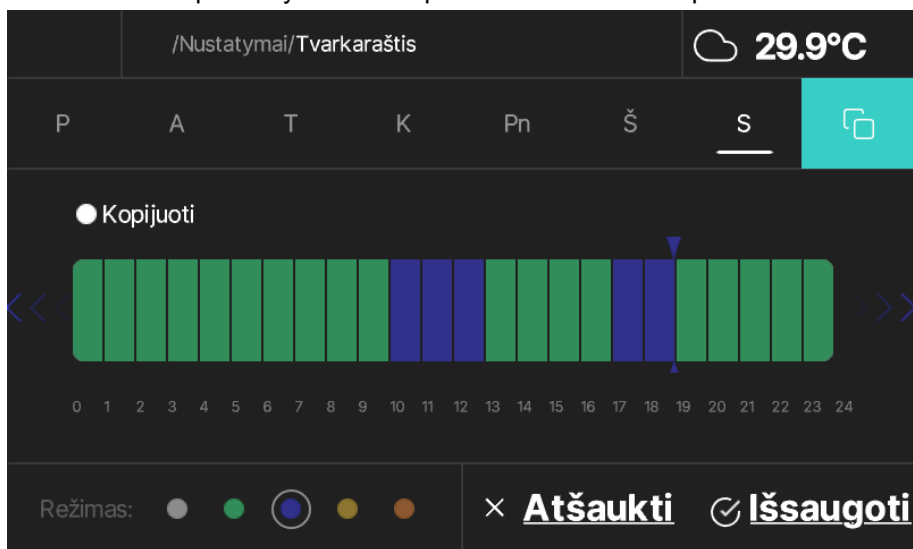 /Nustatymai/Tvarkaraštis
29.9°C
P A T K Pn Š S
Kopijuoti
0 1 2 3 4 5 6 7 8 9 10 11 12 13 14 15 16 17 18 19 20 21 22 23 24
Režimas: Atšaukti Išsaugoti